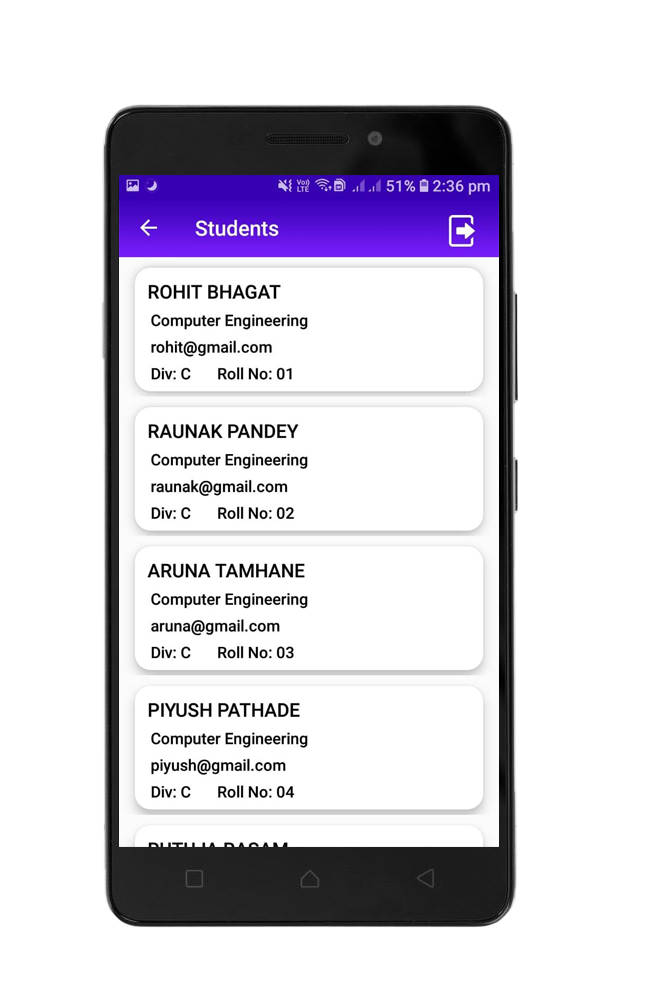 Vo) LTE 51% 2:36 pm
Students
ROHIT BHAGAT
Computer Engineering
rohit@gmail.com
Div: C Roll No: 01
RAUNAK PANDEY
Computer Engineering
raunak@gmail.com
Div: C Roll No: 02
ARUNA TAMHANE
Computer Engineering
aruna@gmail.com
Div: C Roll No: 03
PIYUSH PATHADE
Computer Engineering
piyush@gmail.com
Div: C Roll No: 04